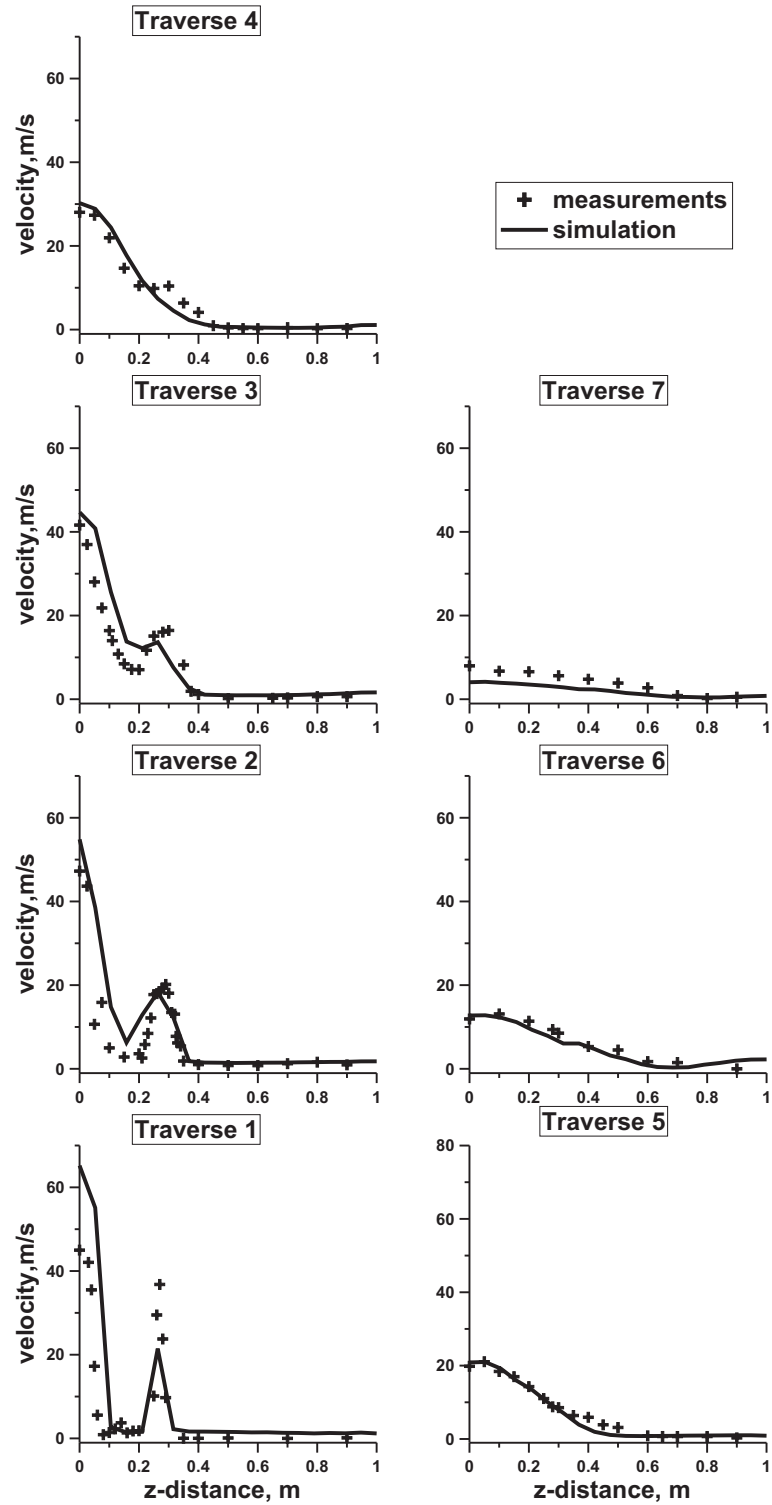 Traverse 4
velocity,m/s
60
40
20
0
0 0.2 0.4 0.6 0.8 1
measurements
simulation
Traverse 3
velocity,m/s
60
40
20
0
0 0.2 0.4 0.6 0.8 1
Traverse 7
60
40
20
0
0 0.2 0.4 0.6 0.8 1
Traverse 2
velocity,m/s
60
40
20
0
0 0.2 0.4 0.6 0.8 1
Traverse 6
60
40
20
0
0 0.2 0.4 0.6 0.8 1
Traverse 1
velocity,m/s
60
40
20
0
0 0.2 0.4 0.6 0.8 1
z-distance, m
Traverse 5
80
60
40
20
0
0 0.2 0.4 0.6 0.8 1
z-distance, m